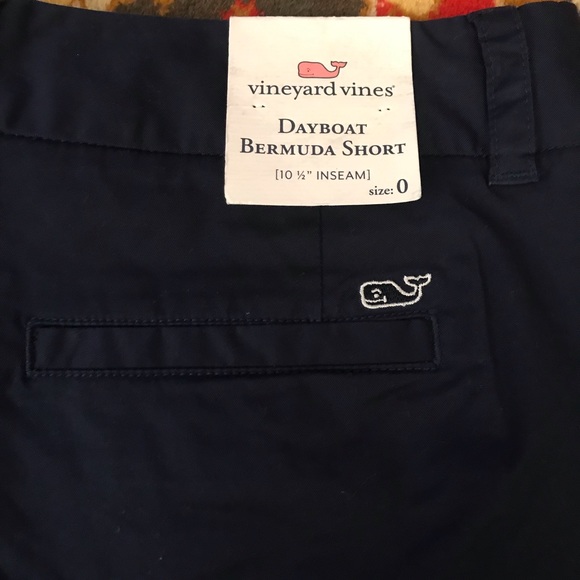 vineyard vines®
DAYBOAT
BERMUDA SHORT
[10 ½" INSEAM]
size: 0